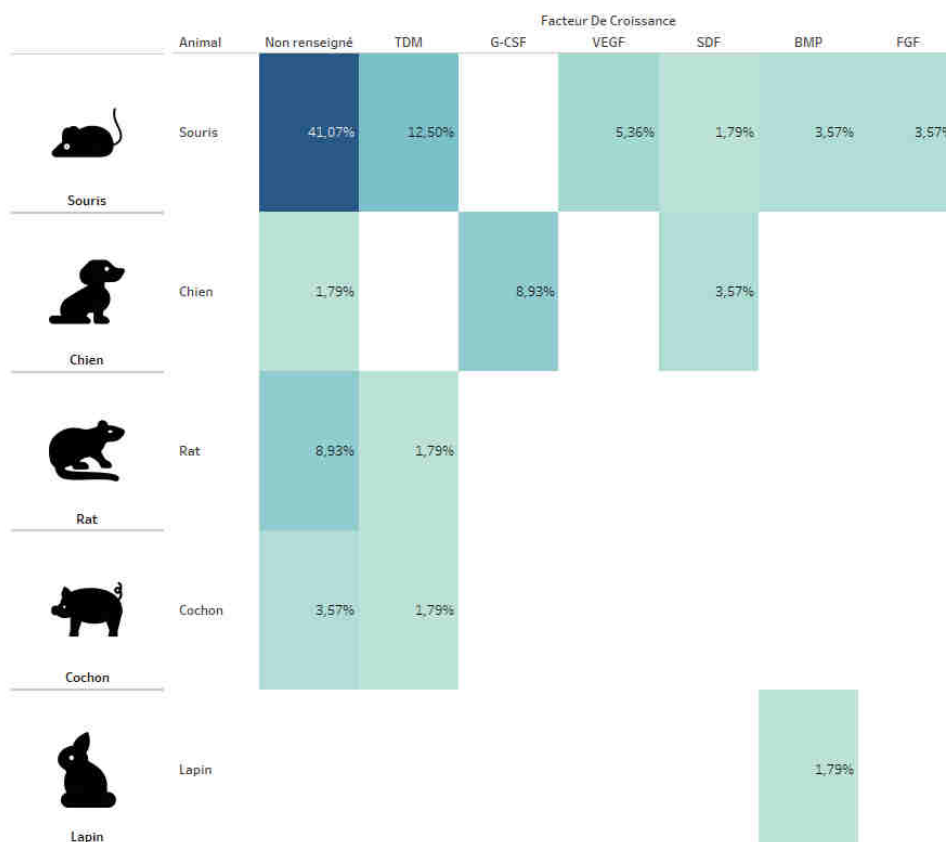 Facteur De Croissance
Animal Non renseigné TDM G-CSF VEGF SDF BMP FGF
Souris 41,07% 12,50% 5,36% 1,79% 3,57% 3,57%
Souris
Chien 1,79% 8,93% 3,57%
Chien
Rat 8,93% 1,79%
Rat
Cochon 3,57% 1,79%
Cochon
Lapin 1,79%
Lapin